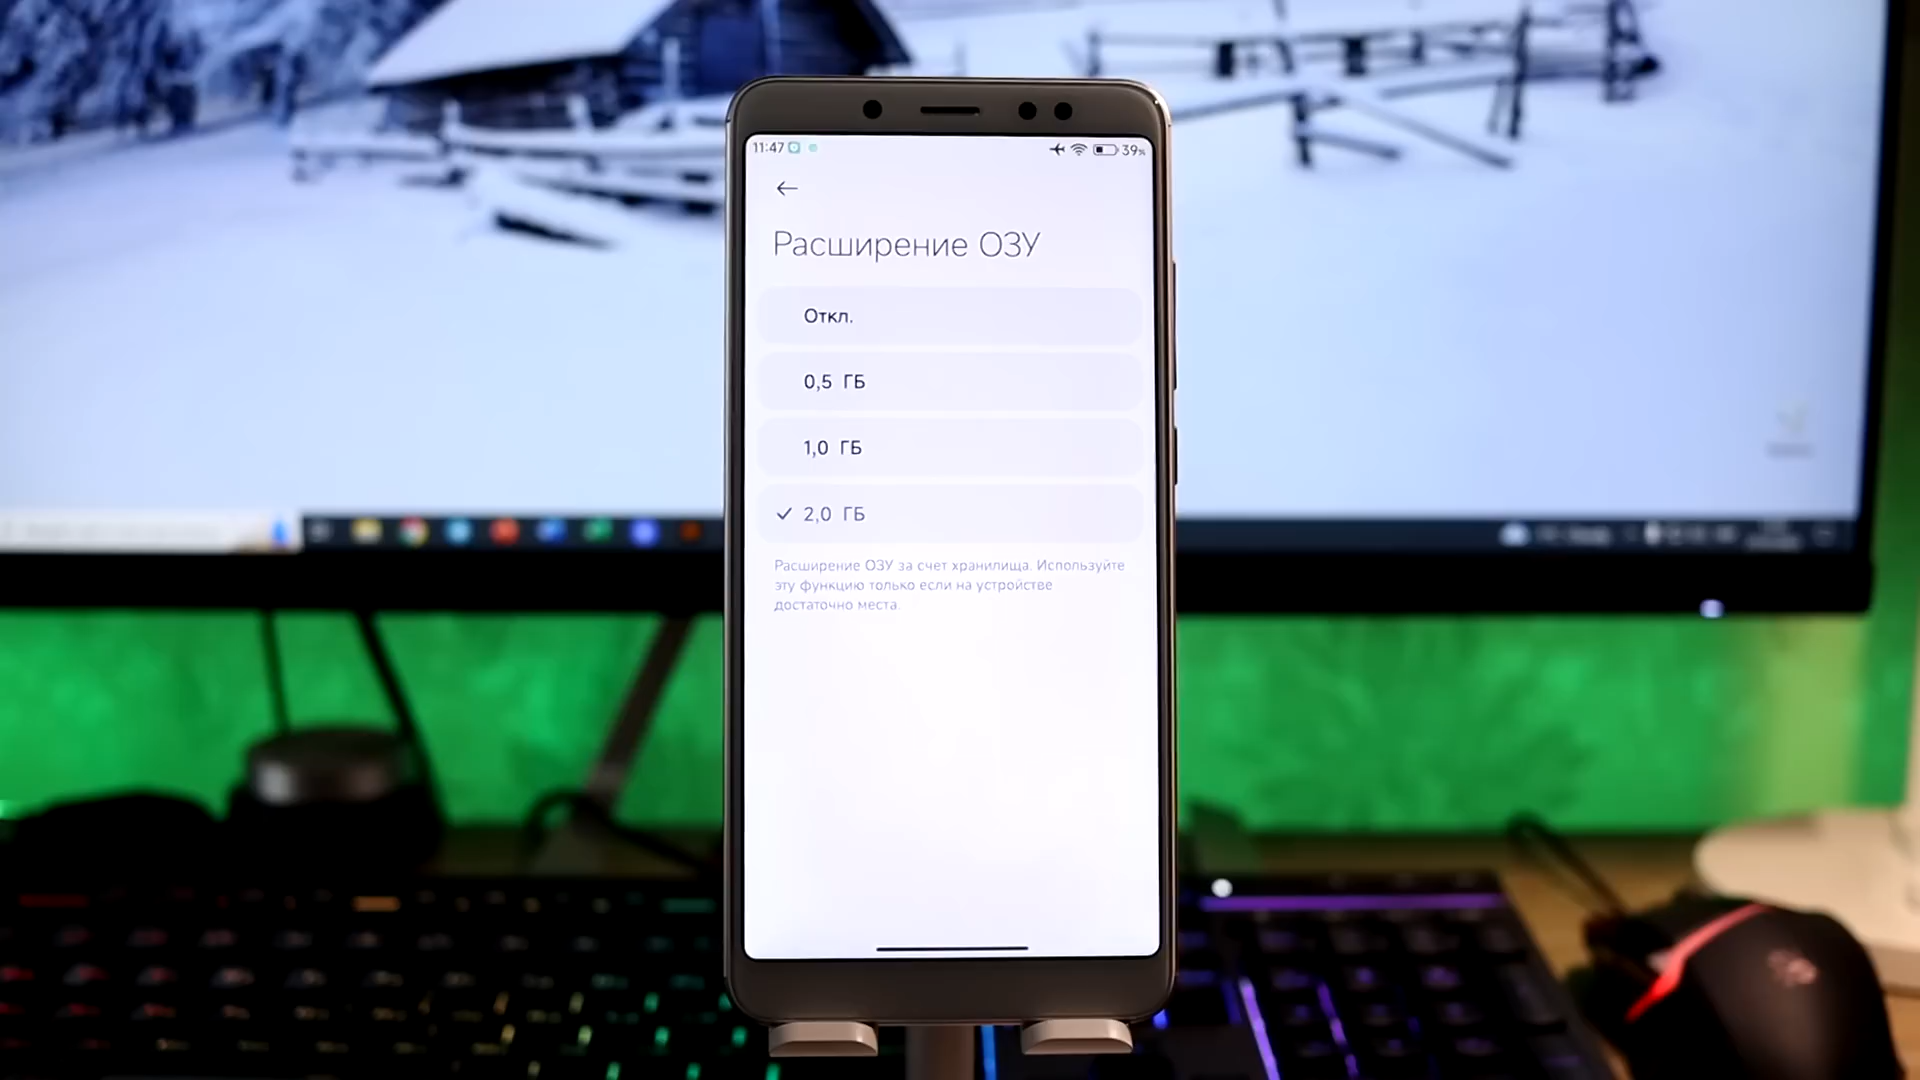 11:47 39%
Расширение ОЗУ
Откл.
0,5 ГБ
1,0 ГБ
2,0 ГБ
Расширение ОЗУ за счет хранилища. Используйте
эту функцию только если на устройстве
достаточно места.